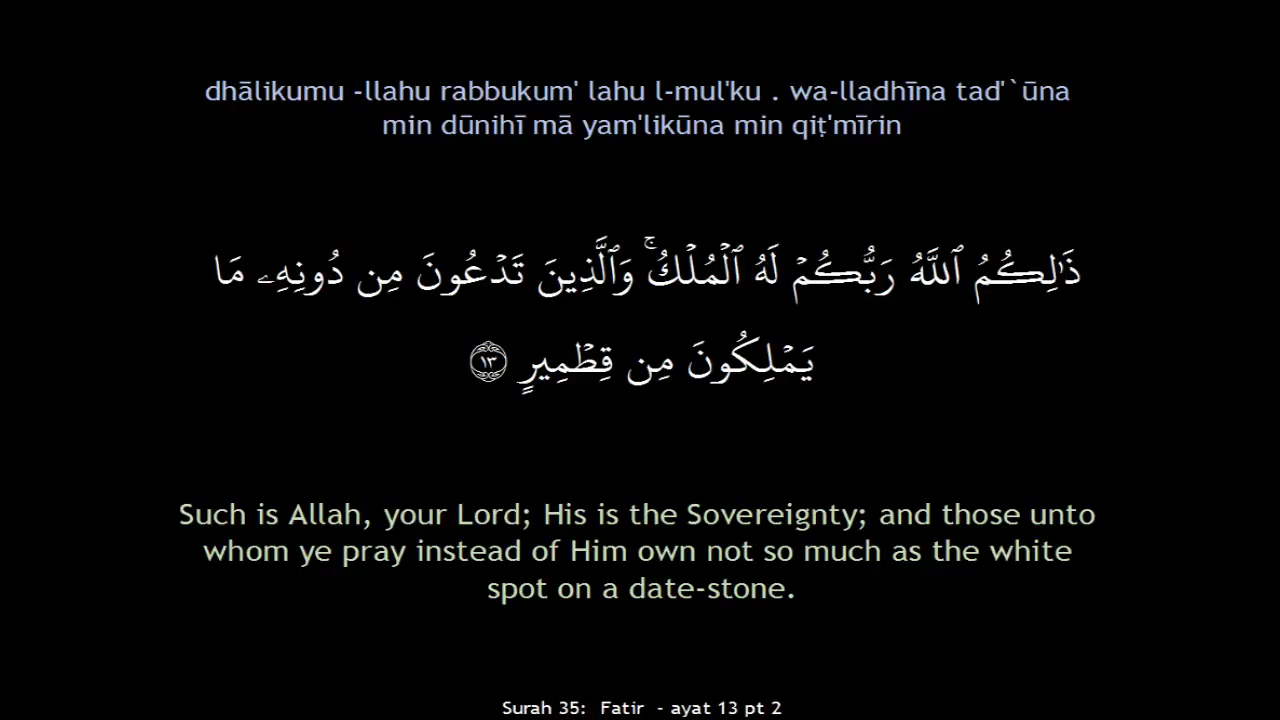 dhālikumu -llahu rabbukum' lahu l-mul'ku . wa-lladhīna tad'`ūna
min dūnihī mā yam'likūna min qiṭ'mīrin
ذَٰلِكُمُ ٱللَّهُ رَبُّكُمۡ لَهُ ٱلۡمُلۡكُۚ وَٱلَّذِينَ تَدۡعُونَ مِن دُونِهِۦ مَا
يَمۡلِكُونَ مِن قِطۡمِيرٍ ١٣
Such is Allah, your Lord; His is the Sovereignty; and those unto
whom ye pray instead of Him own not so much as the white
spot on a date-stone.
Surah 35: Fatir - ayat 13 pt 2